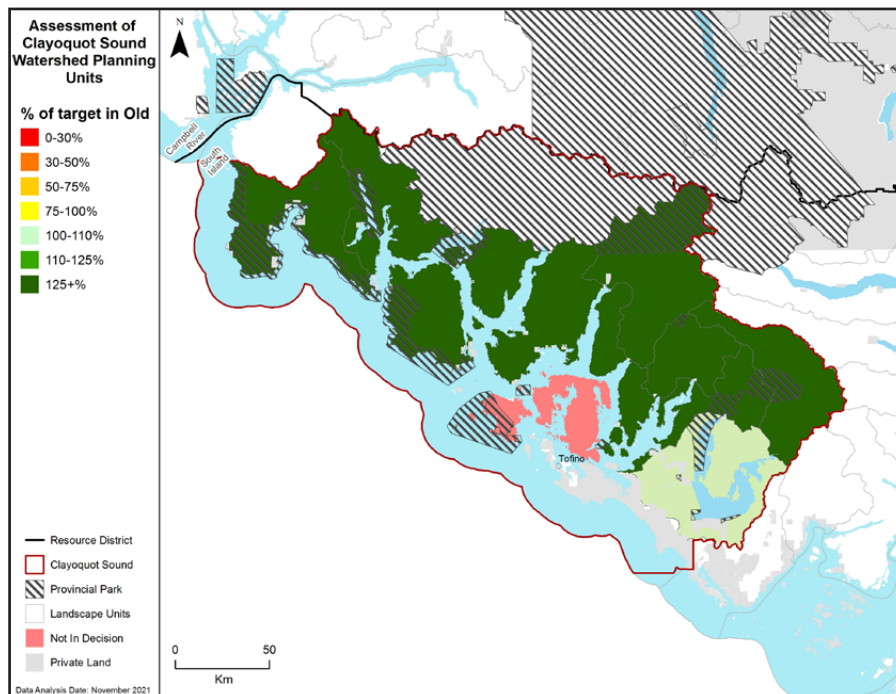 Assessment of
Clayoquot Sound
Watershed Planning
Units
% of target in Old
0-30%
30-50%
50-75%
75-100%
100-110%
110-125%
125+%
Resource District
Clayoquot Sound
Provincial Park
Landscape Units
Not In Decision
Private Land
Data Analysis Date: November 2021
N
Campbell
River
South
Island
Tofino
0 50
Km